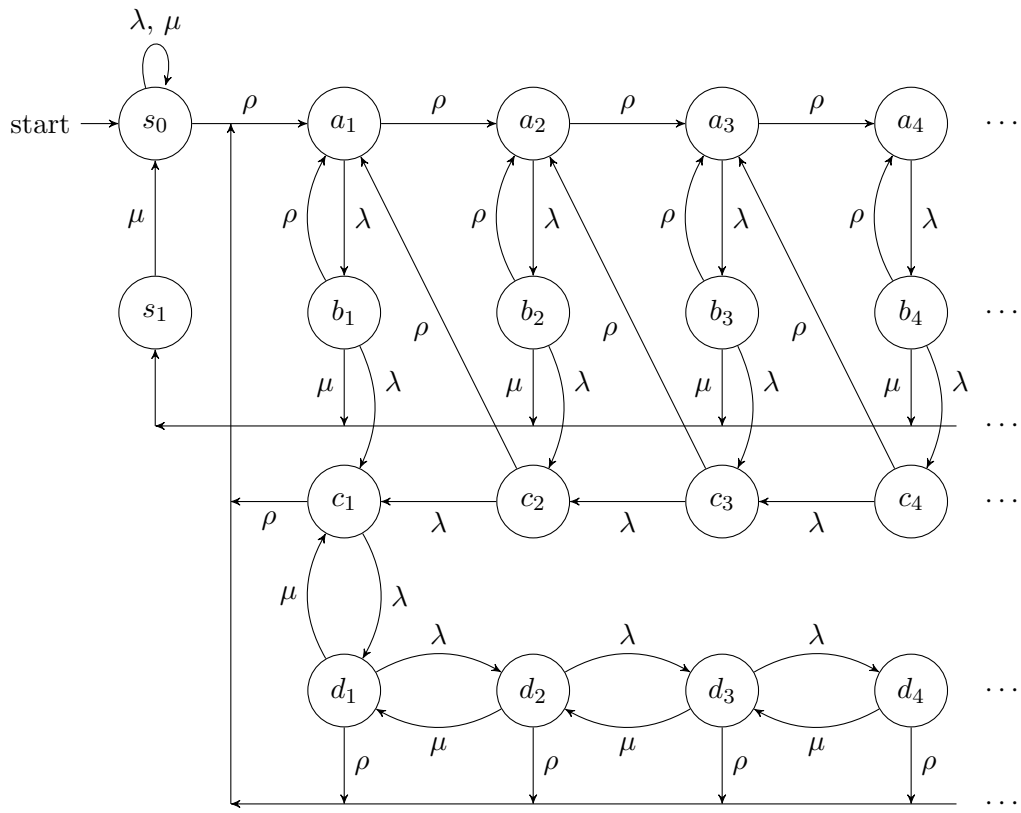 λ, μ
start s₀ ρ a₁ ρ a₂ ρ a₃ ρ a₄ ⋯
μ ρ λ ρ λ ρ λ ρ λ
s₁ b₁ b₂ b₃ b₄ ⋯
ρ ρ ρ
μ λ μ λ μ λ μ λ
⋯
c₁ c₂ c₃ c₄ ⋯
ρ λ λ λ
μ λ
λ λ λ
d₁ d₂ d₃ d₄ ⋯
μ μ μ
ρ ρ ρ ρ
⋯